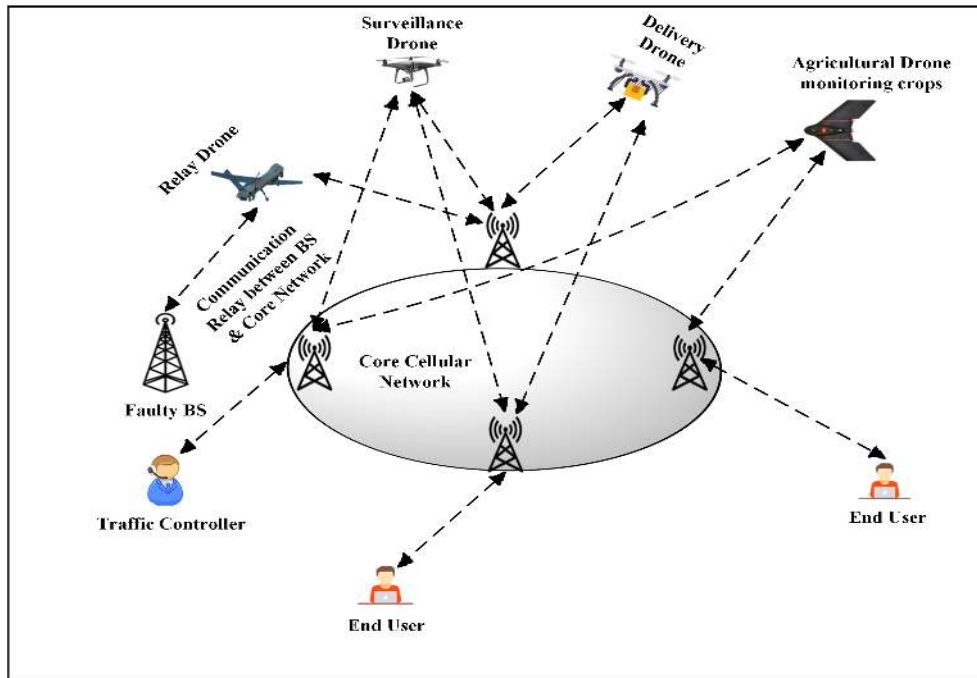 Surveillance
Drone
Delivery
Drone
Agricultural Drone
monitoring crops
Relay Drone
Communication
Relay between BS
& Core Network
Core Cellular
Network
Faulty BS
Traffic Controller
End User
End User